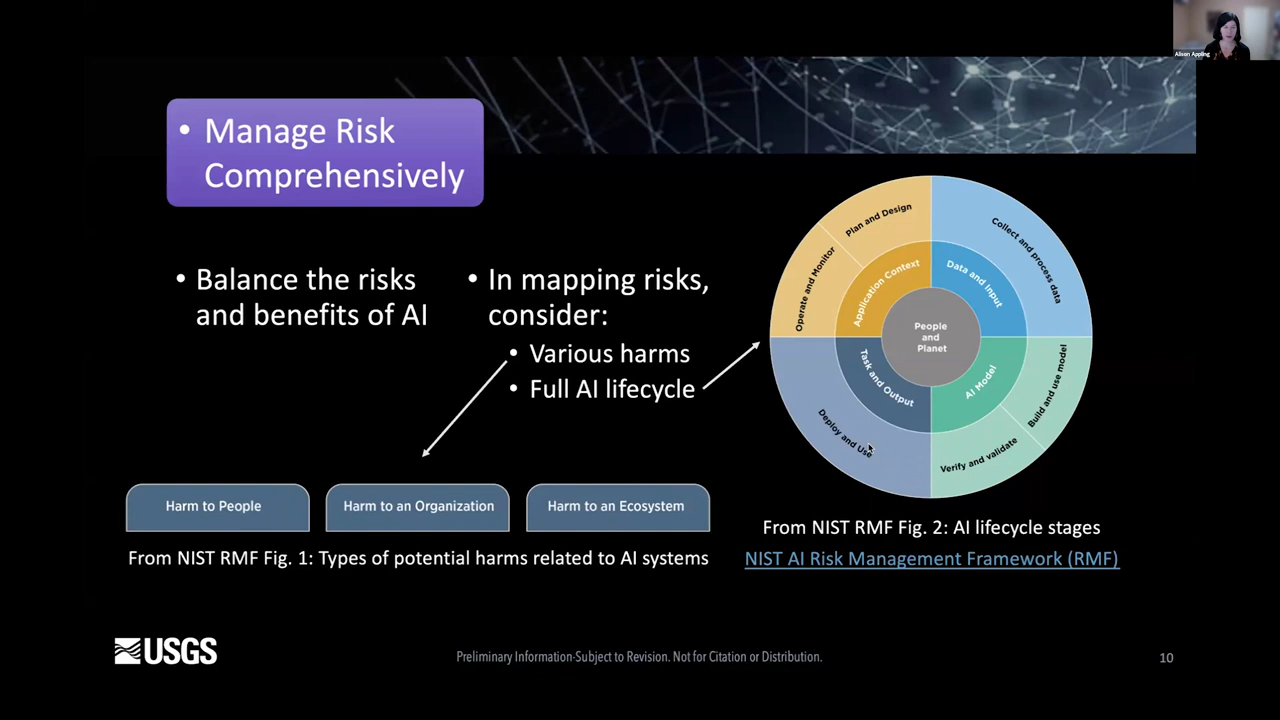 Alison Appling
• Manage Risk
Comprehensively
• Balance the risks
and benefits of AI
• In mapping risks,
consider:
• Various harms
• Full AI lifecycle
Harm to People
Harm to an Organization
Harm to an Ecosystem
From NIST RMF Fig. 1: Types of potential harms related to AI systems
Plan and Design
Collect and process data
Operate and Monitor
Application Context
Data and Input
People
and
Planet
Task and Output
AI Model
Build and use model
Deploy and Use
Verify and validate
From NIST RMF Fig. 2: AI lifecycle stages
NIST AI Risk Management Framework (RMF)
USGS
Preliminary Information-Subject to Revision. Not for Citation or Distribution.
10